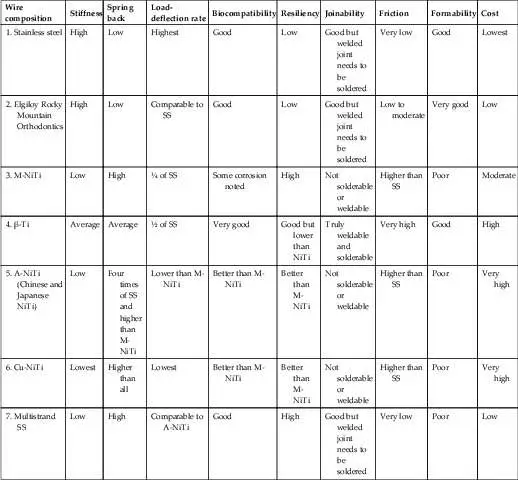 Wire composition | Stiffness | Spring back | Load-deflection rate | Biocompatibility | Resiliency | Joinability | Friction | Formability | Cost
1. Stainless steel | High | Low | Highest | Good | Low | Good but welded joint needs to be soldered | Very low | Good | Lowest
2. Elgiloy Rocky Mountain Orthodontics | High | Low | Comparable to SS | Good | Low | Good but welded joint needs to be soldered | Low to moderate | Very good | Low
3. M-NiTi | Low | High | ¼ of SS | Some corrosion noted | High | Not solderable or weldable | Higher than SS | Poor | Moderate
4. β-Ti | Average | Average | ½ of SS | Very good | Good but lower than NiTi | Truly weldable and solderable | Very high | Good | High
5. A-NiTi (Chinese and Japanese NiTi) | Low | Four times of SS and higher than M-NiTi | Lower than M-NiTi | Better than M-NiTi | Better than M-NiTi | Not solderable or weldable | Higher than SS | Poor | Very high
6. Cu-NiTi | Lowest | Higher than all | Lowest | Better than M-NiTi | Better than M-NiTi | Not solderable or weldable | Higher than SS | Poor | Very high
7. Multistrand SS | Low | High | Comparable to A-NiTi | Good | High | Good but welded joint needs to be soldered | Very low | Poor | Low